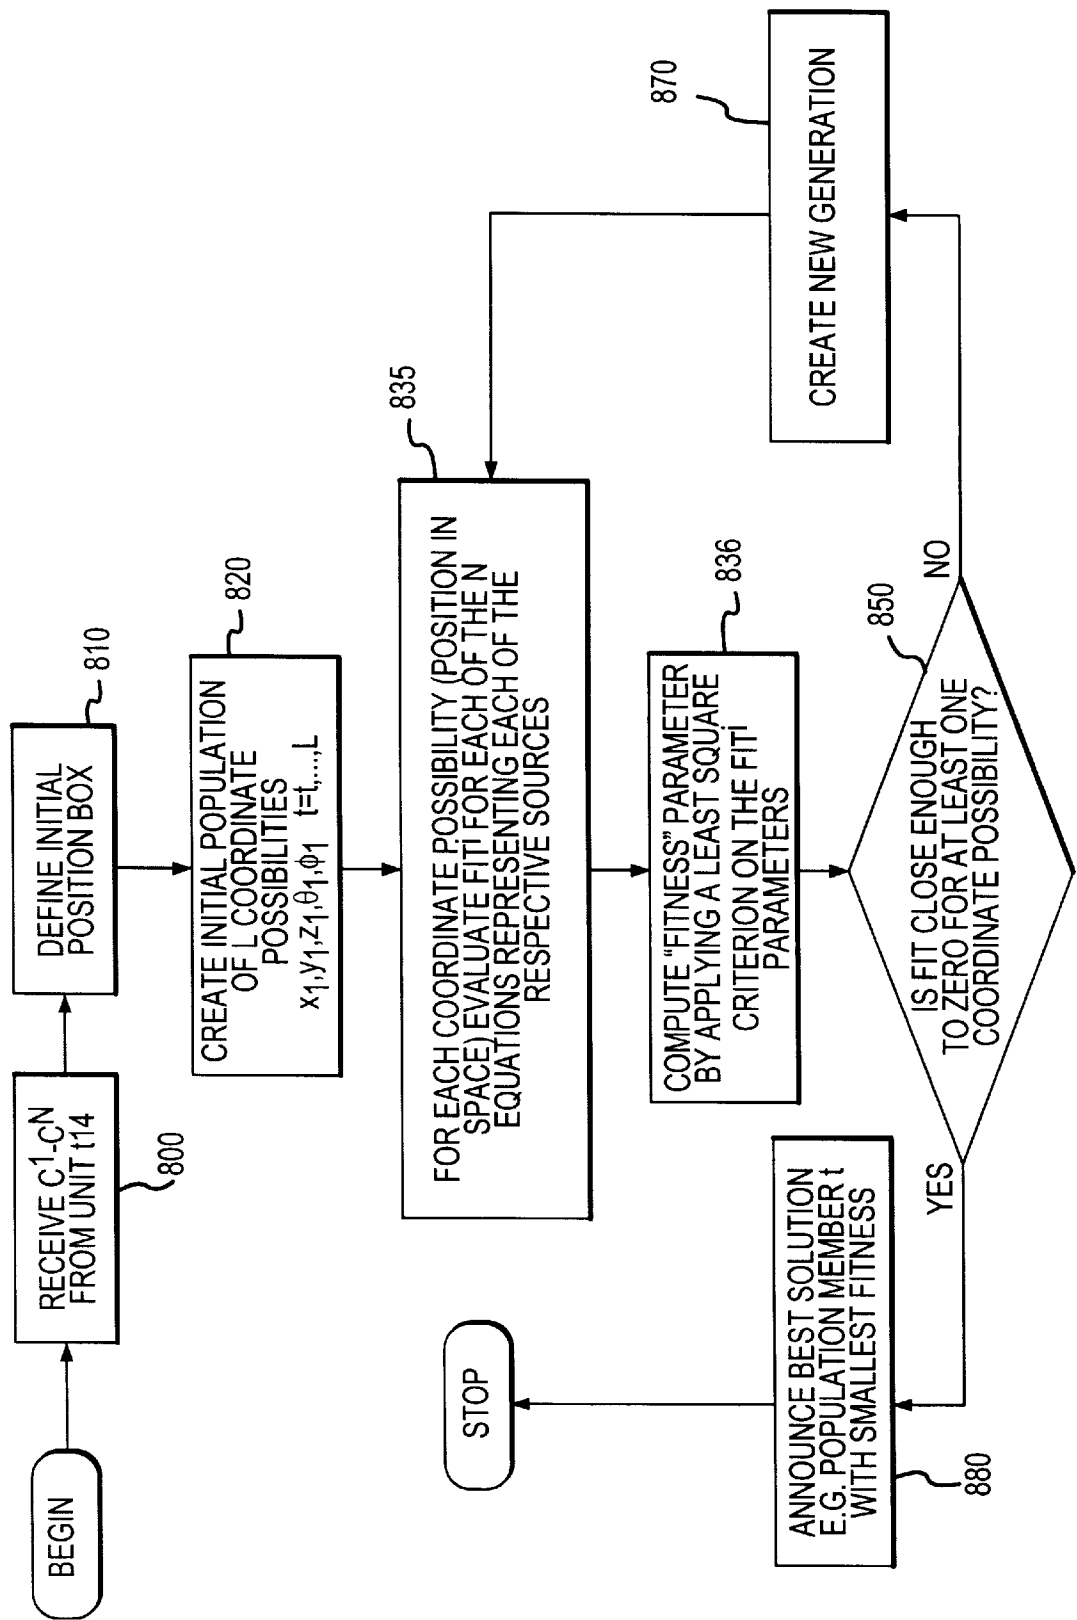 BEGIN
RECEIVE C¹-Cᴺ
FROM UNIT t14
800
DEFINE INITIAL
POSITION BOX
810
CREATE INITIAL POPULATION
OF L COORDINATE
POSSIBILITIES
x₁,y₁,z₁,θ₁,ϕ₁ t=t,...,L
820
FOR EACH COORDINATE POSSIBILITY (POSITION IN
SPACE) EVALUATE FITⁱ FOR EACH OF THE N
EQUATIONS REPRESENTING EACH OF THE
RESPECTIVE SOURCES
835
COMPUTE "FITNESS" PARAMETER
BY APPLYING A LEAST SQUARE
CRITERION ON THE FITⁱ
PARAMETERS
836
IS FIT CLOSE ENOUGH
TO ZERO FOR AT LEAST ONE
COORDINATE POSSIBILITY?
850
NO
CREATE NEW GENERATION
870
YES
ANNOUNCE BEST SOLUTION
E.G. POPULATION MEMBER t
WITH SMALLEST FITNESS
880
STOP